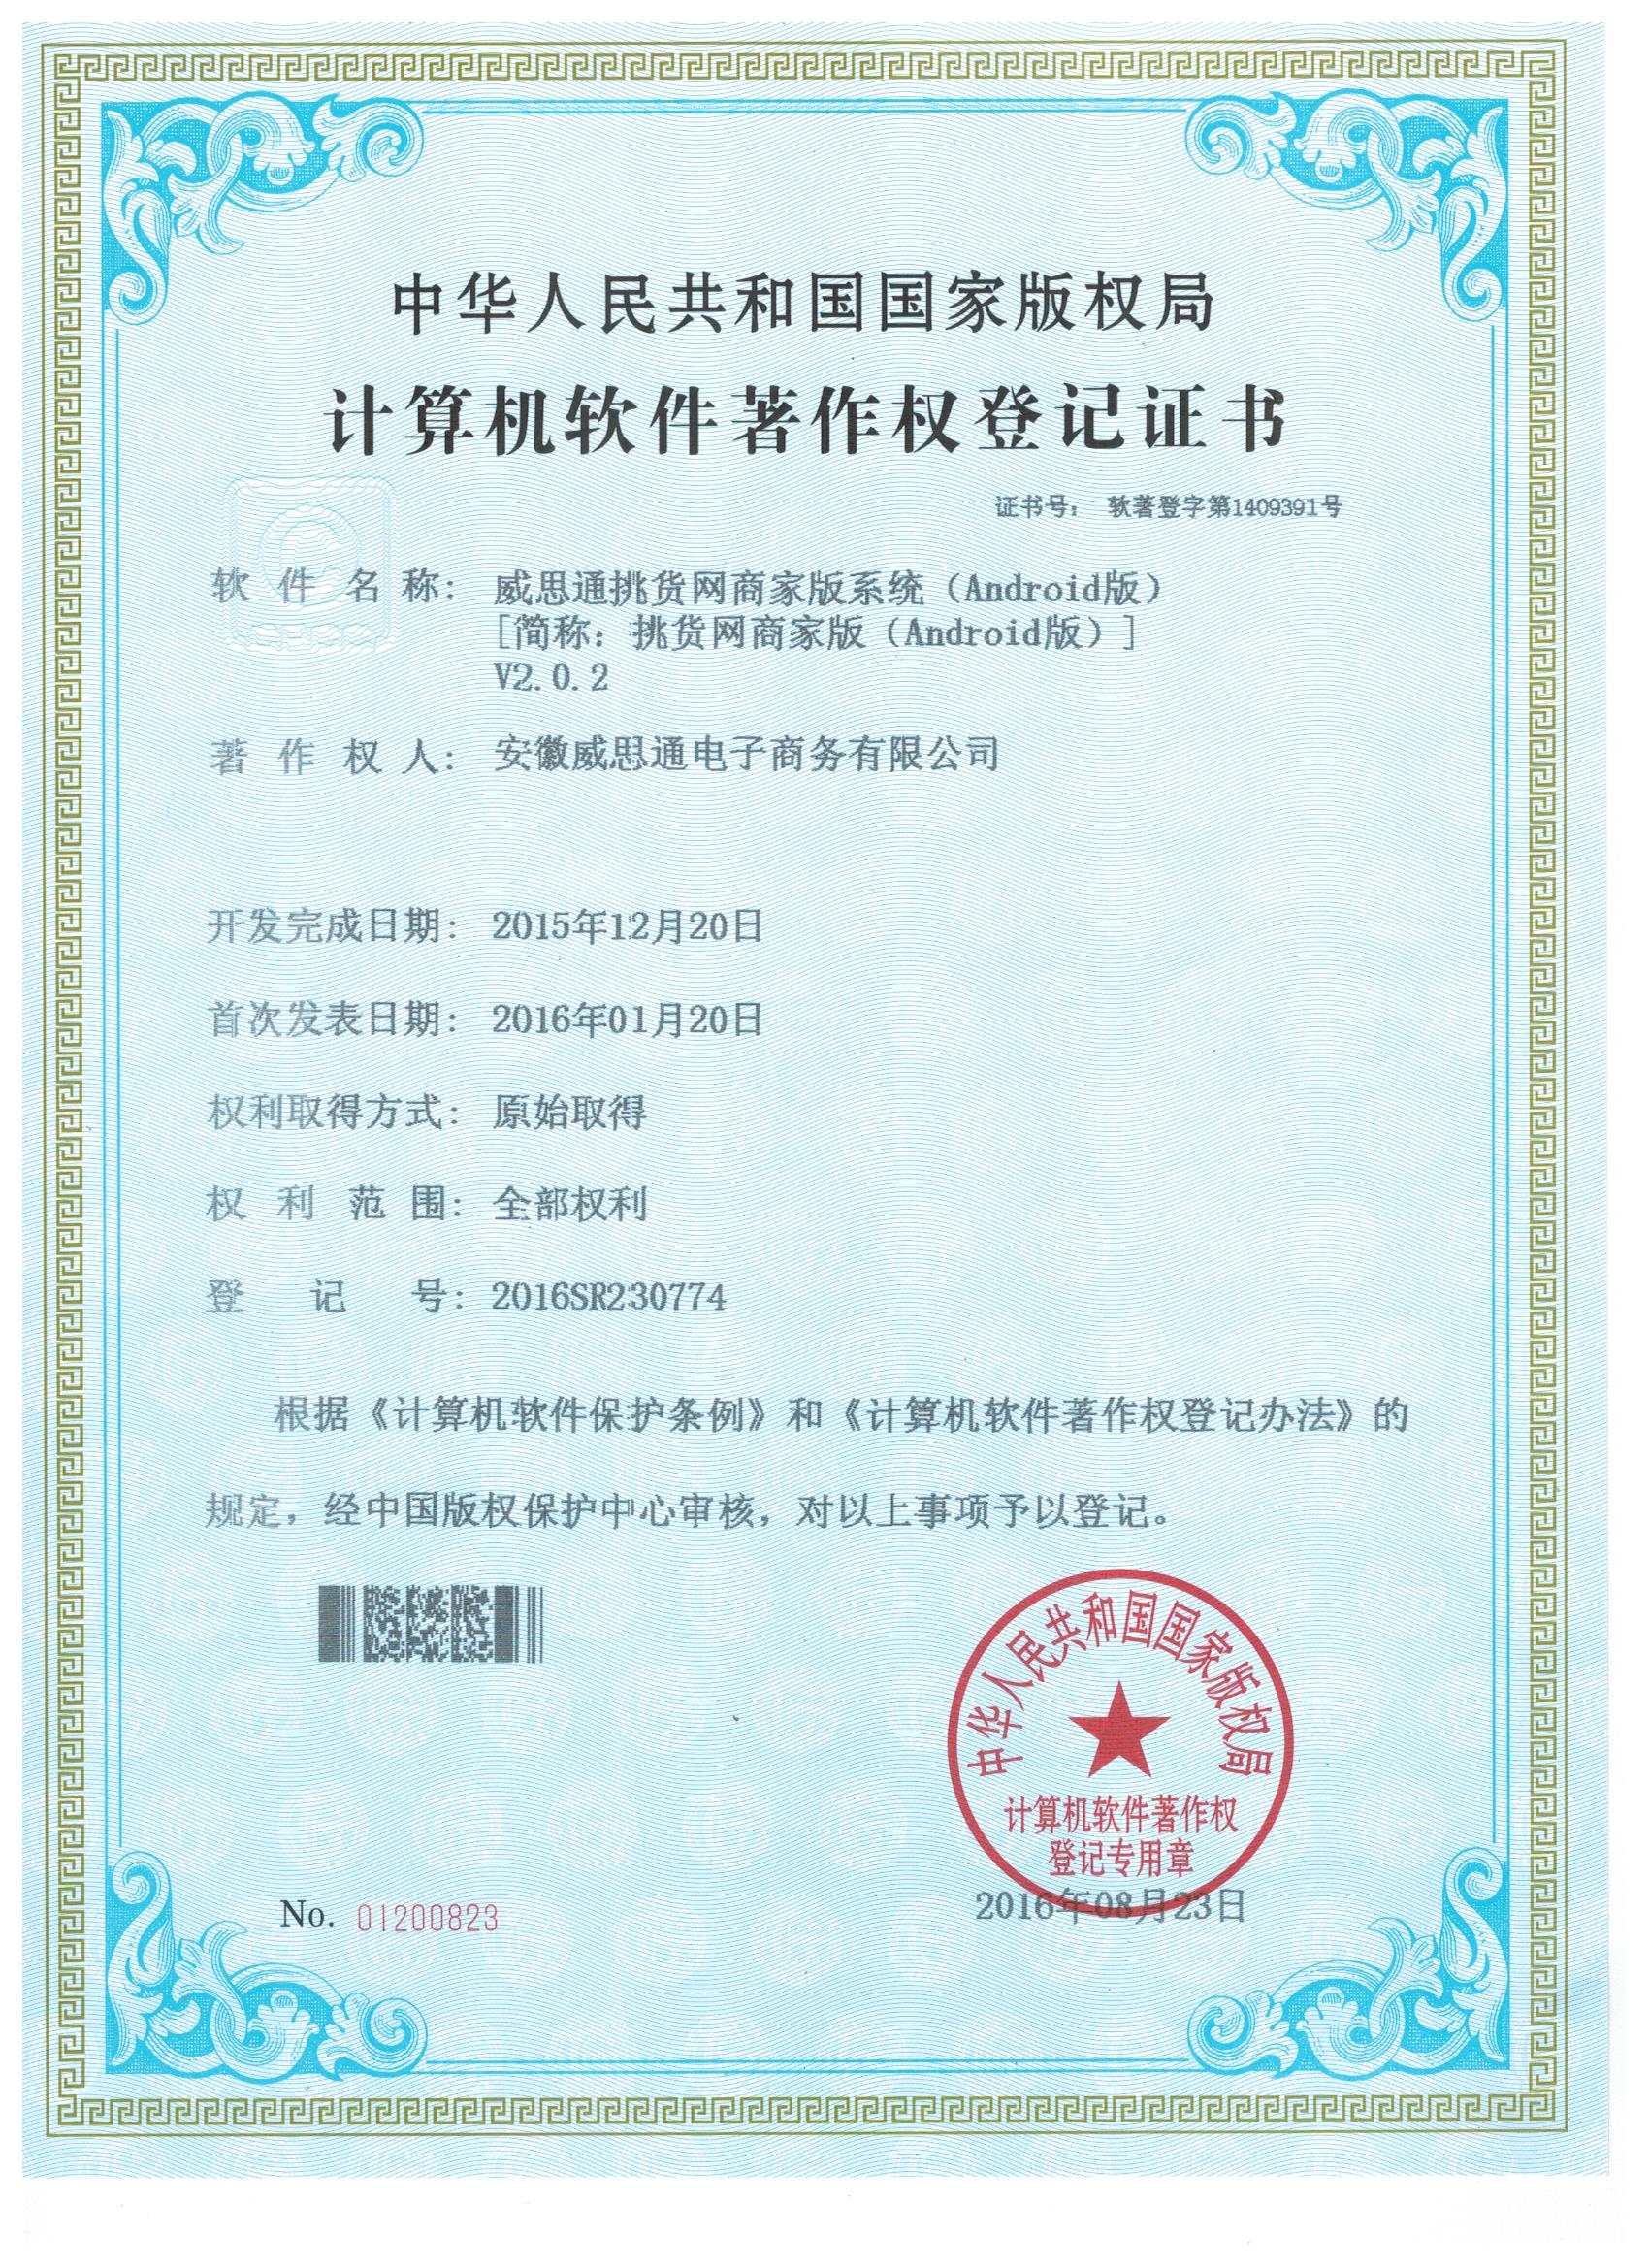 中华人民共和国国家版权局
计算机软件著作权登记证书
证书号： 软著登字第1409391号
软件名称： 威思通挑货网商家版系统（Android版）
[简称：挑货网商家版（Android版）]
V2.0.2
著作权人： 安徽威思通电子商务有限公司
开发完成日期： 2015年12月20日
首次发表日期： 2016年01月20日
权利取得方式： 原始取得
权利范围： 全部权利
登记号： 2016SR230774
根据《计算机软件保护条例》和《计算机软件著作权登记办法》的
规定，经中国版权保护中心审核，对以上事项予以登记。
中华人民共和国国家版权局
计算机软件著作权
登记专用章
No. 01200823
2016年08月23日